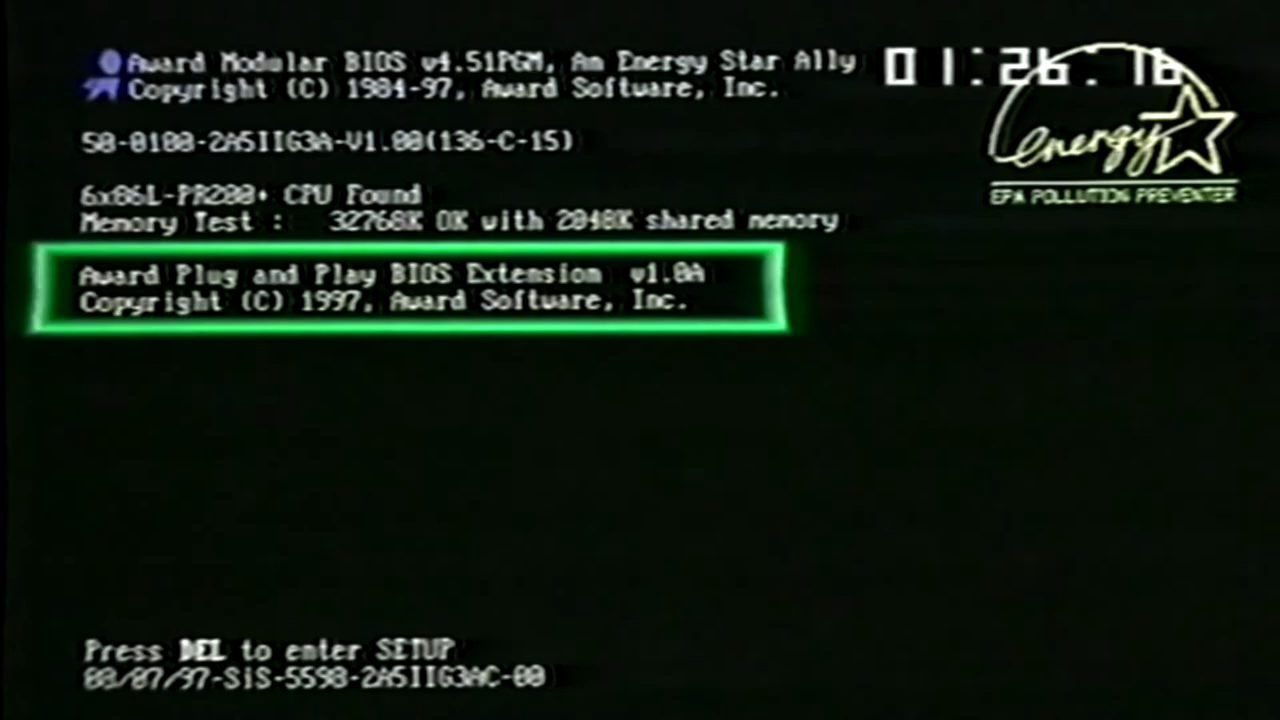 Award Modular BIOS v4.51PGM, An Energy Star Ally
Copyright (C) 1984-97, Award Software, Inc.
01:26.16
energy
EPA POLLUTION PREVENTER
50-0100-2A5IIG3A-V1.00(136-C-15)
6x86L-PR200+ CPU Found
Memory Test : 32768K OK with 2048K shared memory
Award Plug and Play BIOS Extension v1.0A
Copyright (C) 1997, Award Software, Inc.
Press DEL to enter SETUP
08/07/97-SiS-5598-2A5IIG3AC-00